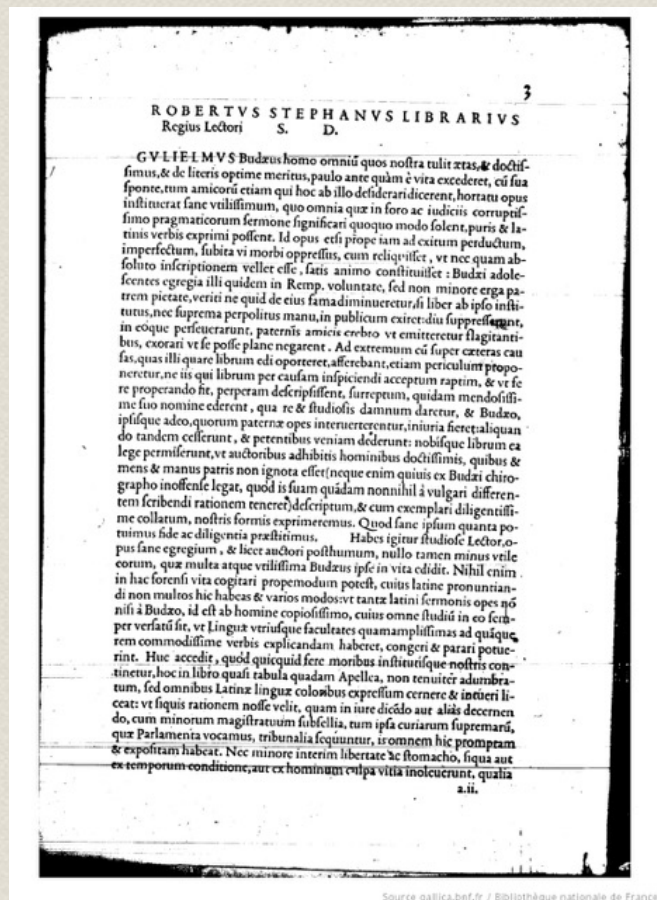 3
ROBERTVS STEPHANVS LIBRARIVS
Regius Lectori S. D.
GVLIELMVS Budæus homo omniũ quos noſtra tulit ætas, & doctiſ-
ſimus, & de literis optime meritus, paulo ante quàm è vita excederet, cũ ſua
ſponte, tum amicorũ etiam qui hoc ab illo deſiderari dicerent, hortatu opus
inſtituerat ſane vtiliſſimum, quo omnia quæ in foro ac iudiciis corruptiſ-
ſimo pragmaticorum ſermone ſignificari quoquo modo ſolent, puris & la-
tinis verbis exprimi poſſent. Id opus etſi prope iam ad exitum perductum,
imperfectum, ſubita vi morbi oppreſſus, cum reliquiſſet, vt nec quam ab-
ſoluto inſcriptionem vellet eſſe, ſatis animo conſtituiſſet: Budæi adole-
ſcentes egregia illi quidem in Remp. voluntate, ſed non minore erga pa-
trem pietate, veriti ne quid de eius fama diminueretur, ſi liber ab ipſo inſti-
tutus, nec ſuprema perpolitus manu, in publicum exiret: diu ſuppreſſerunt,
in eóque perſeuerarunt, paternis amicis crebro vt emitteretur flagitanti-
bus, exorari vt ſe poſſe plane negarent. Ad extremum cũ ſuper cæteras cau
ſas, quas illi quare librum edi oporteret, afferebant, etiam periculum propo-
neretur, ne iis qui librum per cauſam inſpiciendi acceptum raptim, & vt ſe
re properando fit, perperam deſcripſiſſent, ſurreptum, quidam mendoſiſſi-
me ſuo nomine ederent, qua re & ſtudioſis damnum daretur, & Budæo,
ipſiſque adeo, quorum paternæ opes interuerterentur, iniuria fieret: aliquan
do tandem ceſſerunt, & petentibus veniam dederunt: nobiſque librum ea
lege permiſerunt, vt auctoribus adhibitis hominibus doctiſſimis, quibus &
mens & manus patris non ignota eſſet (neque enim quiuis ex Budæi chiro-
grapho inoffenſe legat, quòd is ſuam quãdam nonnihil à vulgari differen-
tem ſcribendi rationem teneret) deſcriptum, & cum exemplari diligentiſſi-
me collatum, noſtris formis exprimeremus. Quod ſane ipſum quanta po-
tuimus fide ac diligentia præſtitimus. Habes igitur ſtudioſe Lector, o-
pus ſane egregium, & licet auctori poſthumum, nullo tamen minus vtile
eorum, quæ multa atque vtiliſſima Budæus ipſe in vita edidit. Nihil enim
in hac forenſi vita cogitari propemodum poteſt, cuius latine pronuntian-
di non multos hic habeas & varios modos: vt tantæ latini ſermonis opes nõ
niſi à Budæo, id eſt ab homine copioſiſſimo, cuius omne ſtudiũ in eo ſem-
per verſatũ ſit, vt Linguæ vtriuſque facultates quamampliſſimas ad quãque
rem commodiſſime verbis explicandam haberet, congeri & parari potue-
rint. Huc accedit, quòd quicquid fere moribus inſtitutiſque noſtris con-
tinetur, hoc in libro quaſi tabula quadam Apellea, non tenuiter adumbra-
tum, ſed omnibus Latinæ linguæ coloribus expreſſum cernere & intueri li-
ceat: vt ſiquis rationem noſſe velit, quam in iure dicẽdo aut aliàs decernen
do, cum minorum magiſtratuum ſubſellia, tum ipſa curiarum ſupremarũ,
quæ Parlamenta vocamus, tribunalia ſequuntur, is omnem hic promptam
& expoſitam habeat. Nec minore interim libertate ac ſtomacho, ſiqua aut
ex temporum conditione, aut ex hominum culpa vitia inoleuerunt, qualia
a.ii.
Source gallica.bnf.fr / Bibliothèque nationale de France